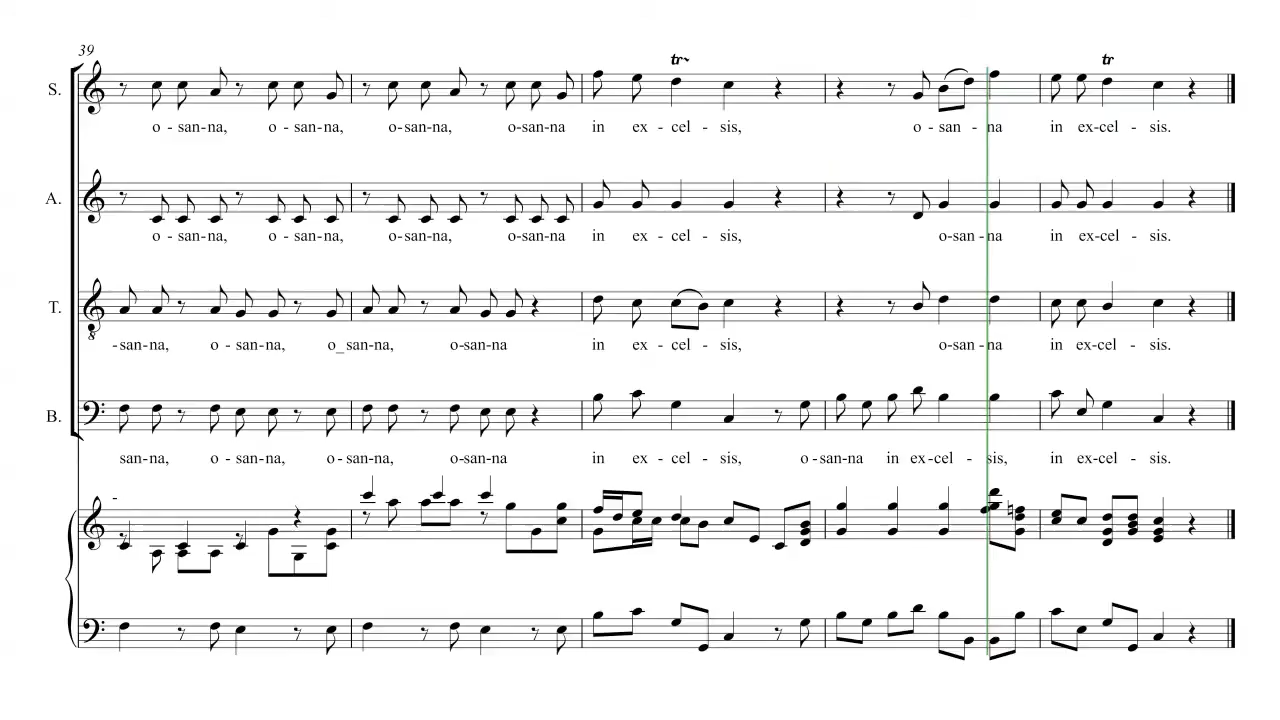 39
tr
S.
o - san-na, o - san-na, o-san-na, o-san-na in ex - cel - sis, o - san - na in ex-cel - sis.
tr
A.
o - san-na, o - san-na, o-san-na, o-san-na in ex - cel - sis, o-san - na in ex-cel - sis.
T.
-san-na, o - san-na, o_san-na, o-san-na in ex - cel - sis, o-san - na in ex-cel - sis.
B.
san-na, o - san-na, o - san-na, o-san-na in ex - cel - sis, o-san-na in ex-cel - sis, in ex-cel - sis.